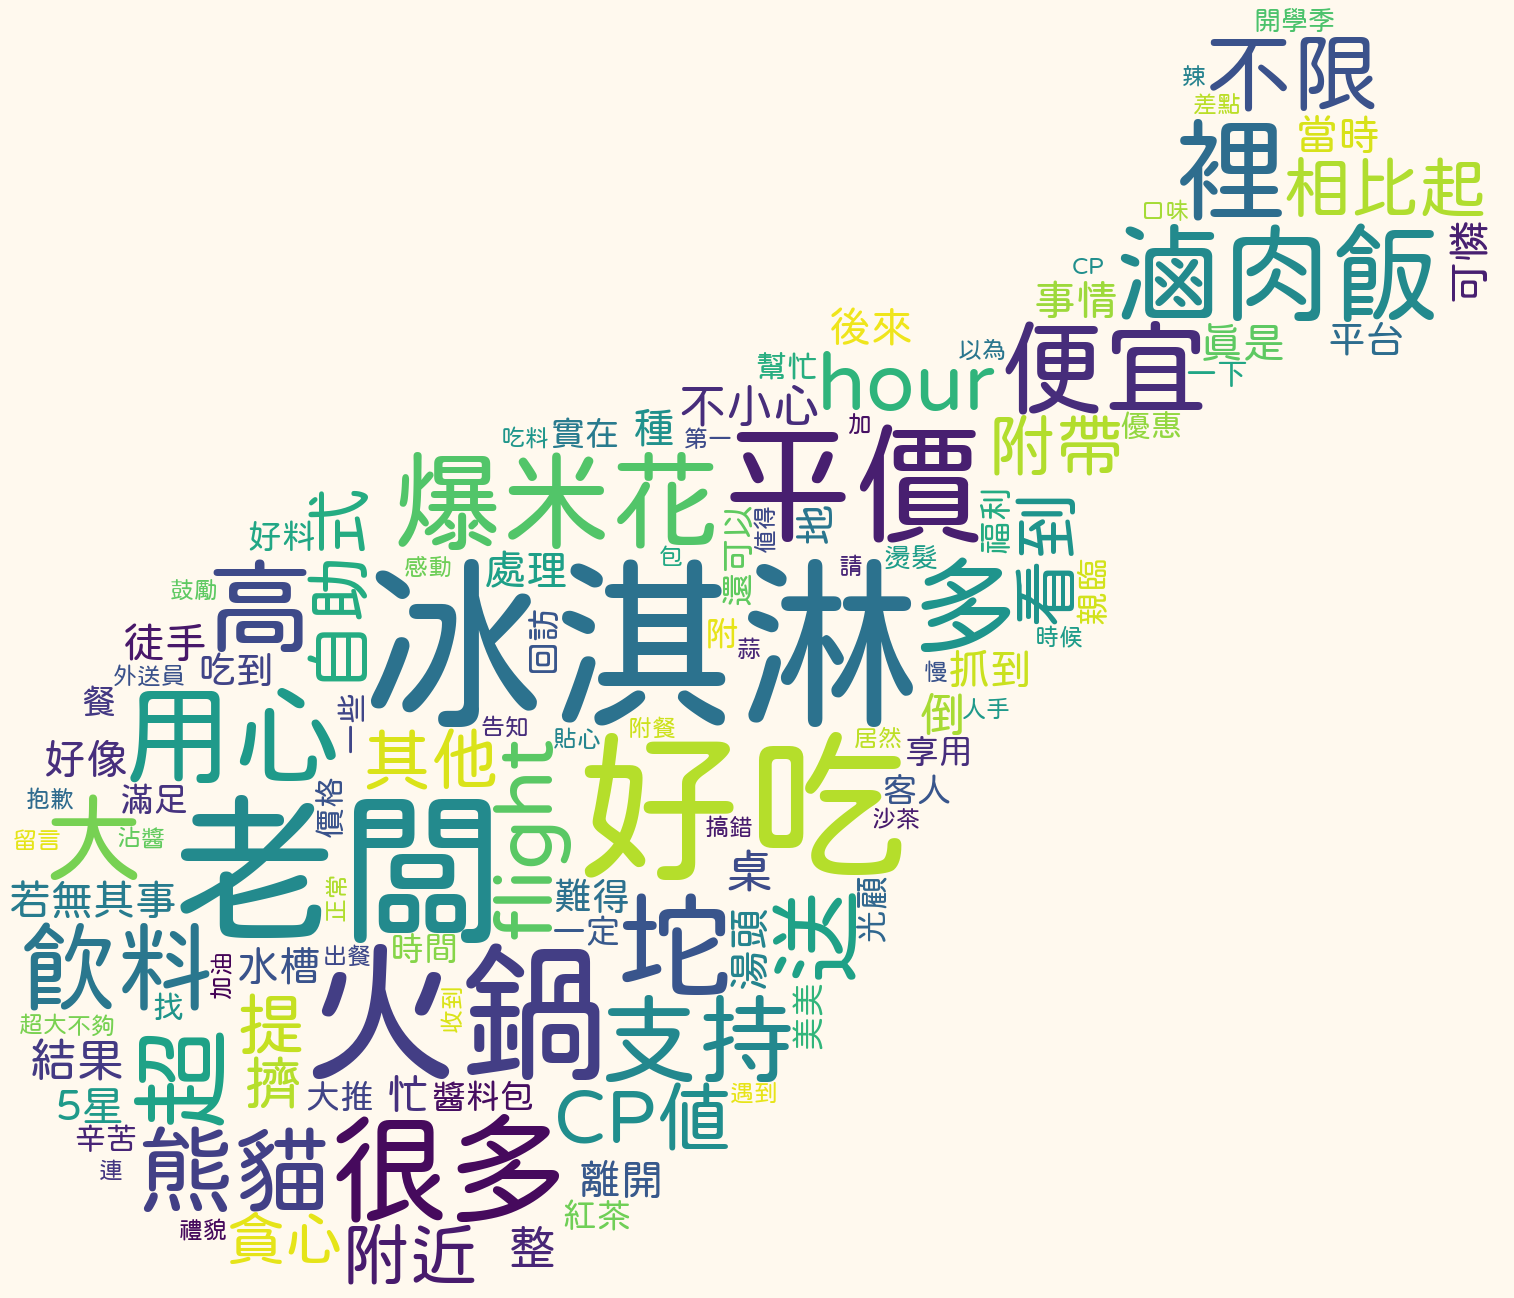 開學季
不限
辣
差點
當時
裡
相比起
口味
滷肉飯
可憐
CP
事情
後來
便宜
眞是
平台
以為
幫忙
hour
一下
不小心
加
種
實在
吃料
第一
附帶
優惠
平價
爆米花
自助式
好料
還可以
值得
地
福利
看到
請
燙髮
包
感動
處理
高
鼓勵
冰淇淋
多
親臨
回訪
附
蒜
時候
徒手
吃到
外送員
慢
抓到
餐
用心
一些
倒
人手
告知
附餐
貼心
居然
享用
好像
其他
flight
好吃
客人
抱歉
滿足
價格
大
老闆
留言
沾醬
搞錯
沙茶
桌
若無其事
正常
難得
光顧
一定
坨
湯頭
送
飲料
時間
加油
水槽
出餐
火鍋
找
收到
支持
美美
超大不夠
提
結果
超
擠
大推
忙
醬料包
CP值
遇到
5星
辛苦
熊貓
很多
連
離開
禮貌
貪心
紅茶
附近
整